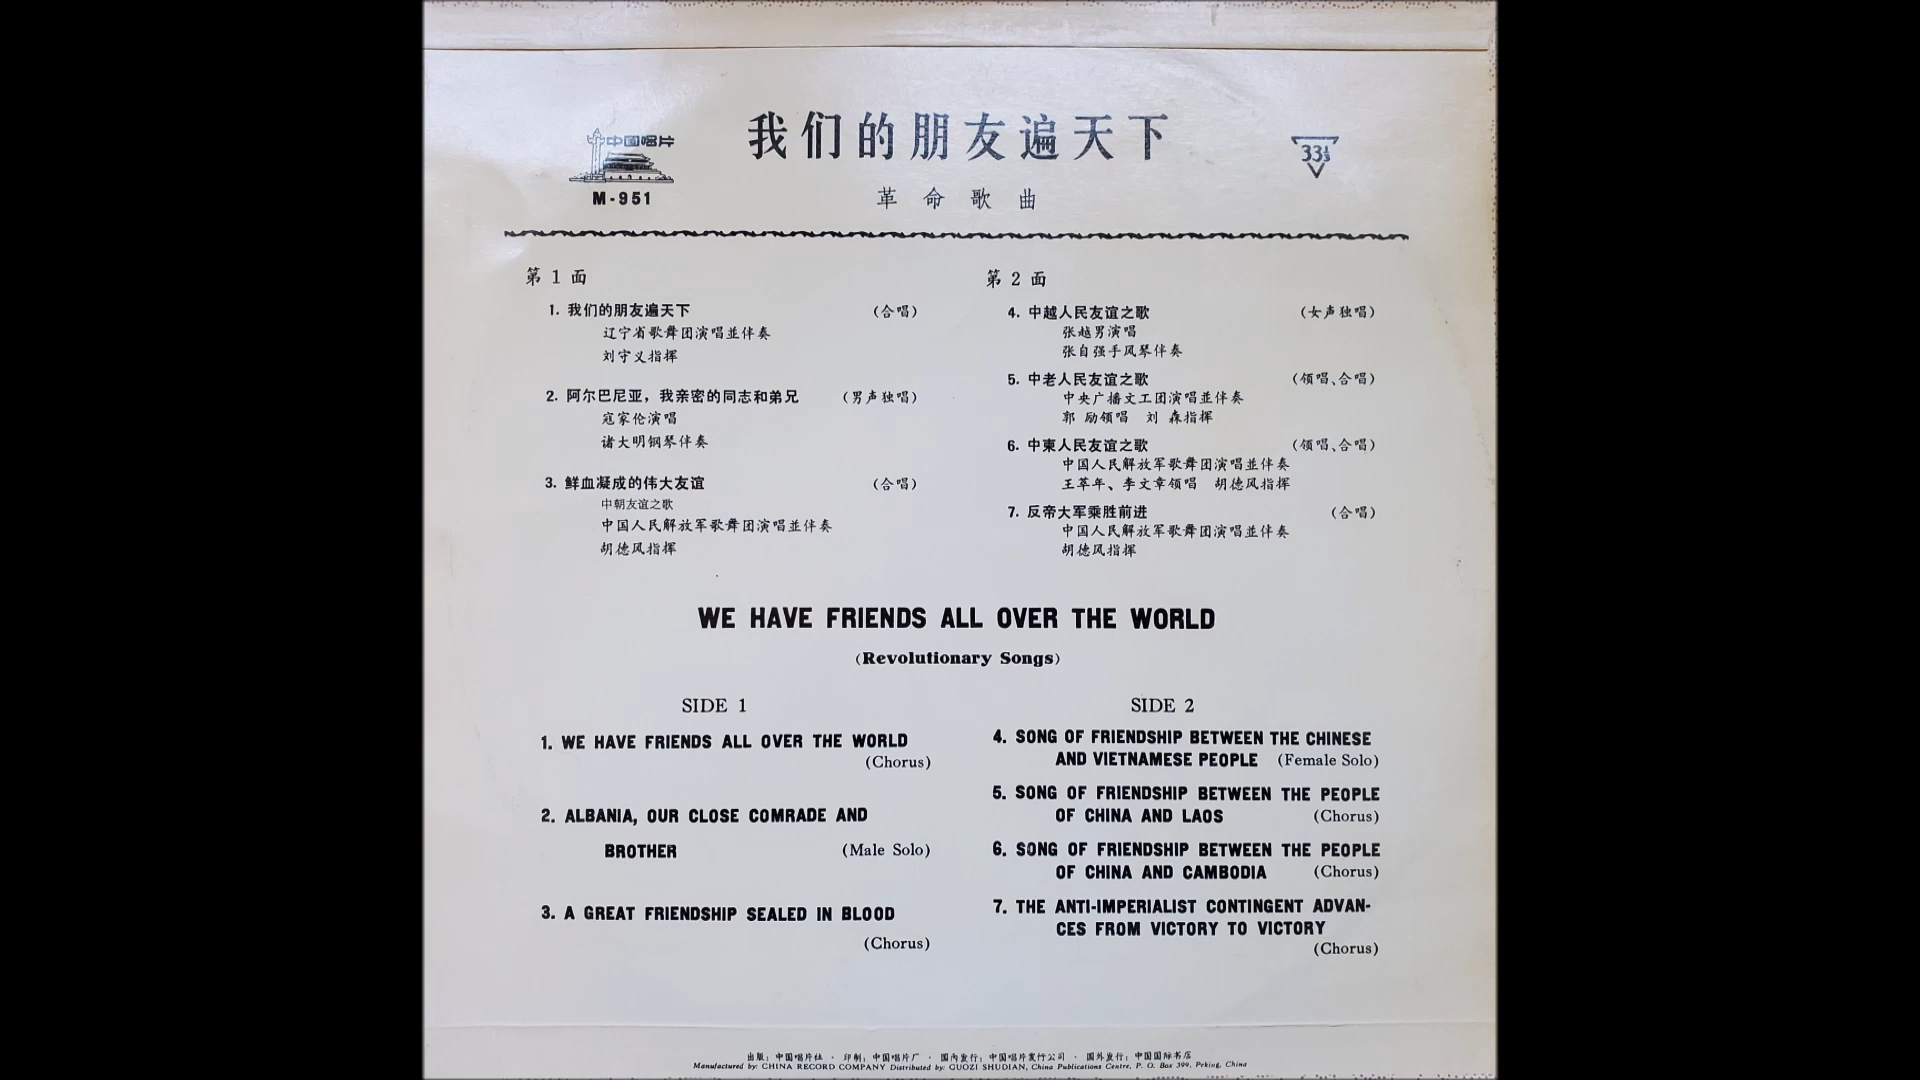 中国唱片
M-951
我们的朋友遍天下
33⅓
革命歌曲
第1面
1. 我们的朋友遍天下 (合唱)
辽宁省歌舞团演唱並伴奏
刘守义指挥
2. 阿尔巴尼亚，我亲密的同志和弟兄 (男声独唱)
寇家伦演唱
诸大明钢琴伴奏
3. 鲜血凝成的伟大友谊 (合唱)
中朝友谊之歌
中国人民解放军歌舞团演唱並伴奏
胡德风指挥
第2面
4. 中越人民友谊之歌 (女声独唱)
张越男演唱
张自强手风琴伴奏
5. 中老人民友谊之歌 (领唱、合唱)
中央广播文工团演唱並伴奏
郭 励领唱 刘 森指挥
6. 中柬人民友谊之歌 (领唱、合唱)
中国人民解放军歌舞团演唱並伴奏
王萃年、李文章领唱 胡德风指挥
7. 反帝大军乘胜前进 (合唱)
中国人民解放军歌舞团演唱並伴奏
胡德风指挥
WE HAVE FRIENDS ALL OVER THE WORLD
(Revolutionary Songs)
SIDE 1
1. WE HAVE FRIENDS ALL OVER THE WORLD
(Chorus)
2. ALBANIA, OUR CLOSE COMRADE AND
BROTHER (Male Solo)
3. A GREAT FRIENDSHIP SEALED IN BLOOD
(Chorus)
SIDE 2
4. SONG OF FRIENDSHIP BETWEEN THE CHINESE
AND VIETNAMESE PEOPLE (Female Solo)
5. SONG OF FRIENDSHIP BETWEEN THE PEOPLE
OF CHINA AND LAOS (Chorus)
6. SONG OF FRIENDSHIP BETWEEN THE PEOPLE
OF CHINA AND CAMBODIA (Chorus)
7. THE ANTI-IMPERIALIST CONTINGENT ADVAN-
CES FROM VICTORY TO VICTORY
(Chorus)
出版：中国唱片社 · 印制：中国唱片厂 · 国内发行：中国唱片发行公司 · 国外发行：中国国际书店
Manufactured by: CHINA RECORD COMPANY Distributed by: GUOZI SHUDIAN, China Publications Centre, P. O. Box 399, Peking, China